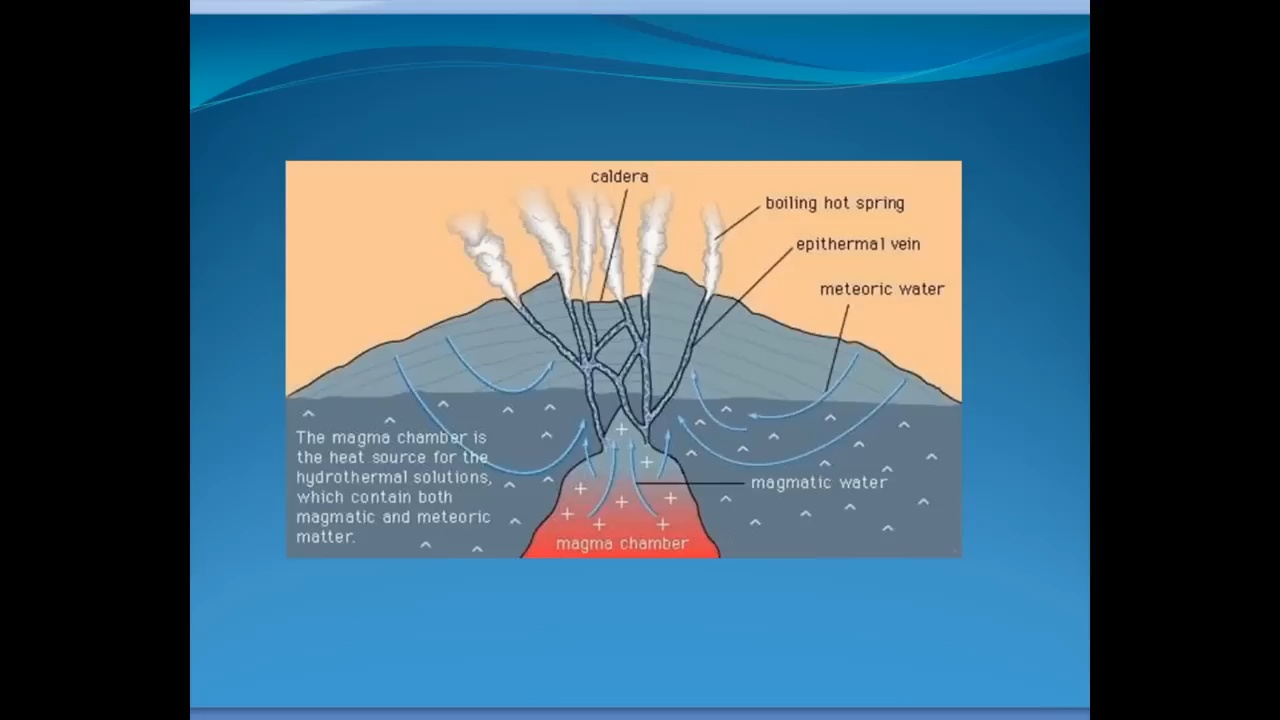 caldera
boiling hot spring
epithermal vein
meteoric water
The magma chamber is
the heat source for the
hydrothermal solutions,
which contain both
magmatic and meteoric
matter.
magmatic water
magma chamber